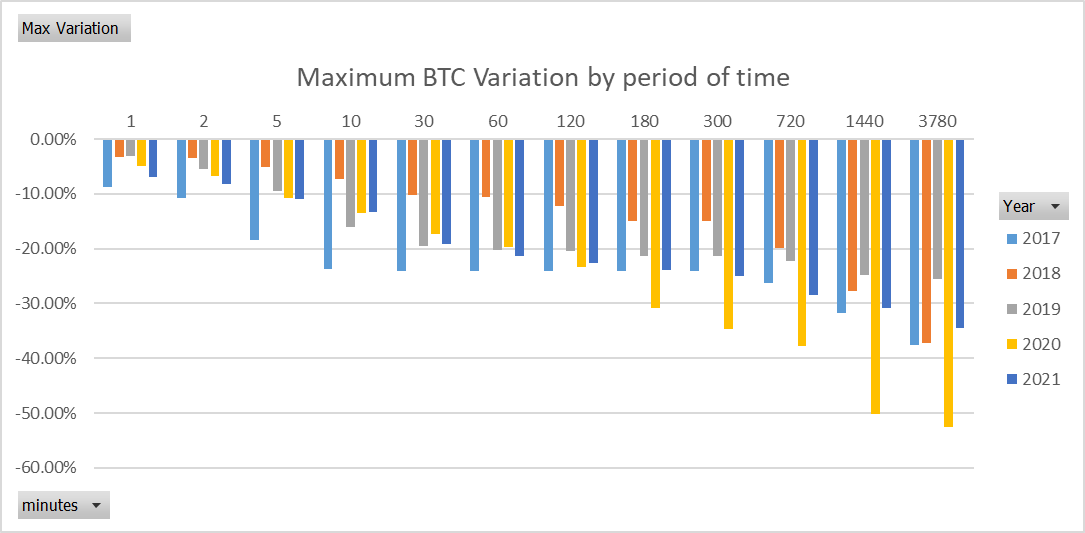 Max Variation
Maximum BTC Variation by period of time
1 2 5 10 30 60 120 180 300 720 1440 3780
0.00%
-10.00%
-20.00%
-30.00%
-40.00%
-50.00%
-60.00%
Year
2017
2018
2019
2020
2021
minutes